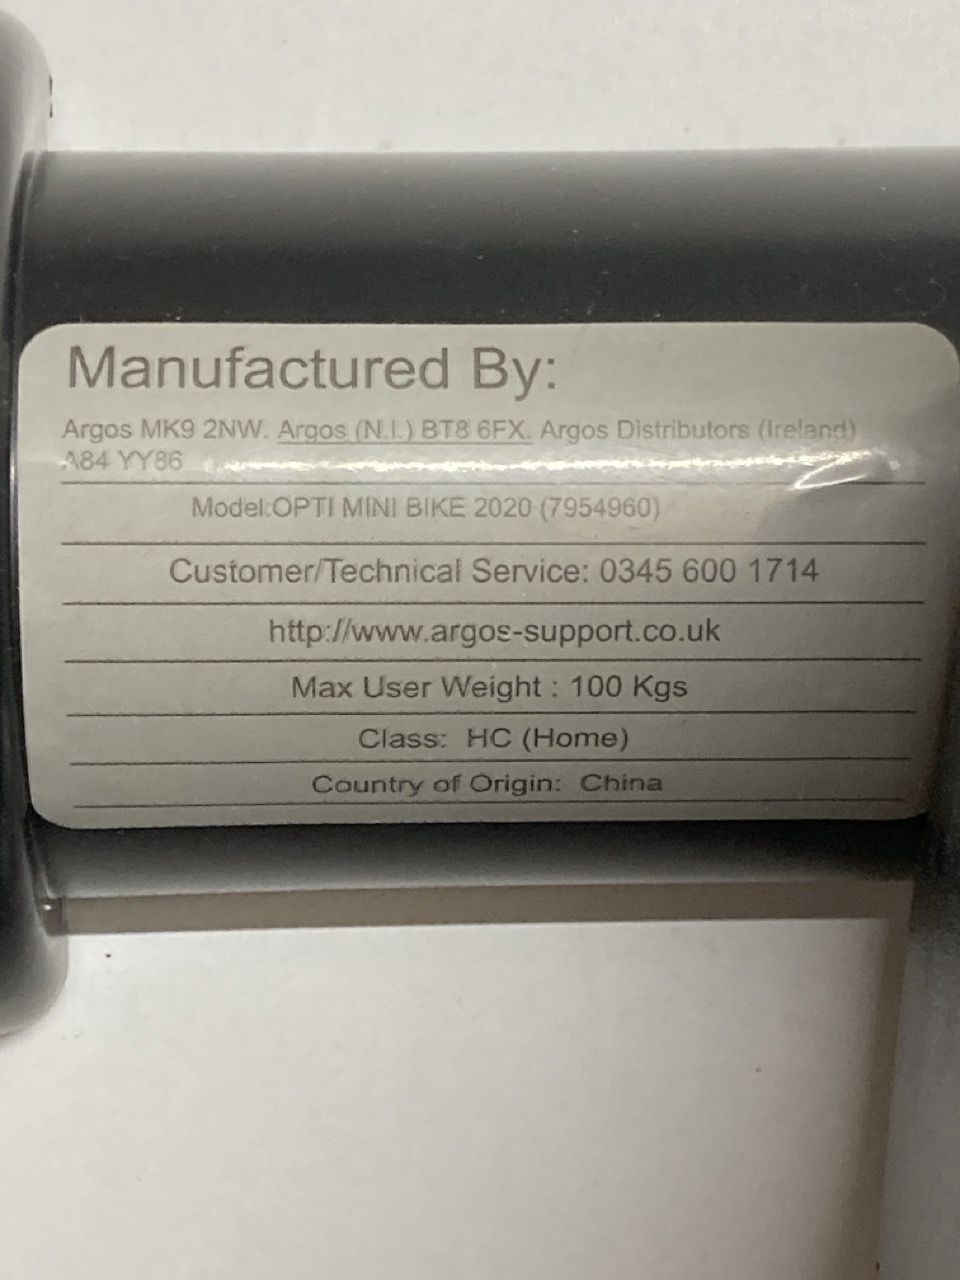 Manufactured By:
Argos MK9 2NW. Argos (N.I.) BT8 6FX. Argos Distributors (Ireland)
A84 YY86
Model:OPTI MINI BIKE 2020 (7954960)
Customer/Technical Service: 0345 600 1714
http://www.argos-support.co.uk
Max User Weight : 100 Kgs
Class: HC (Home)
Country of Origin: China